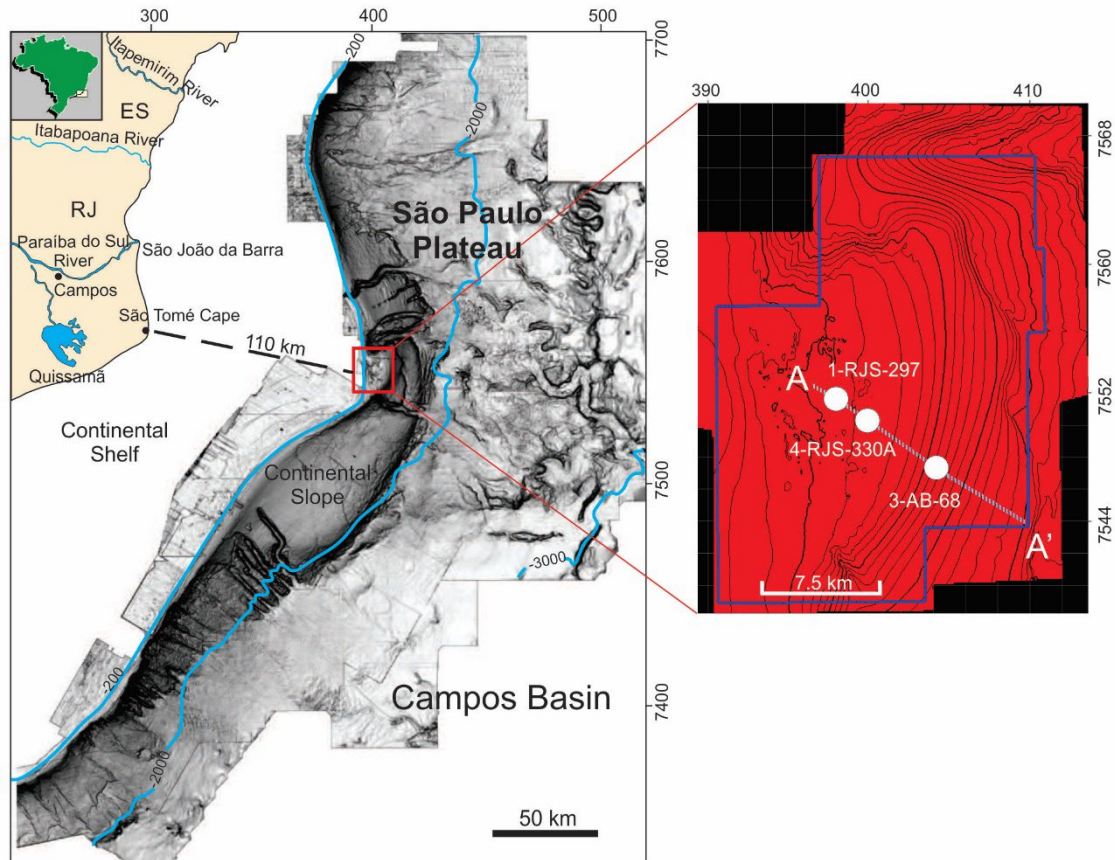 300
400
500
7700
7600
7500
7400
Itapemirim River
ES
Itabapoana River
RJ
Paraíba do Sul
River
São João da Barra
Campos
São Tomé Cape
Quissamã
110 km
Continental
Shelf
-200
-2000
São Paulo
Plateau
Continental
Slope
-3000
-200
-2000
Campos Basin
50 km
390
400
410
7568
7560
7552
7544
A
1-RJS-297
4-RJS-330A
3-AB-68
A'
7.5 km